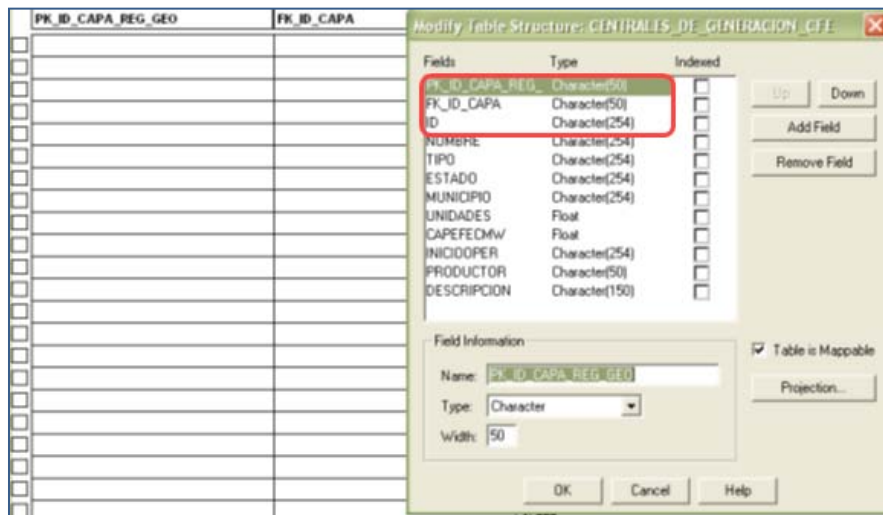 PK_ID_CAPA_REG_GEO FK_ID_CAPA
Modify Table Structure: CENTRALES_DE_GENERACION_CFE
Fields Type Indexed
PK_ID_CAPA_REG_ Character(50)
FK_ID_CAPA Character(50)
ID Character(254)
NOMBRE Character(254)
TIPO Character(254)
ESTADO Character(254)
MUNICIPIO Character(254)
UNIDADES Float
CAPEFECMW Float
INICIOOPER Character(254)
PRODUCTOR Character(50)
DESCRIPCION Character(150)
Up Down
Add Field
Remove Field
Field Information
Name: PK_ID_CAPA_REG_GEO
Type: Character
Width: 50
Table is Mappable
Projection...
OK Cancel Help